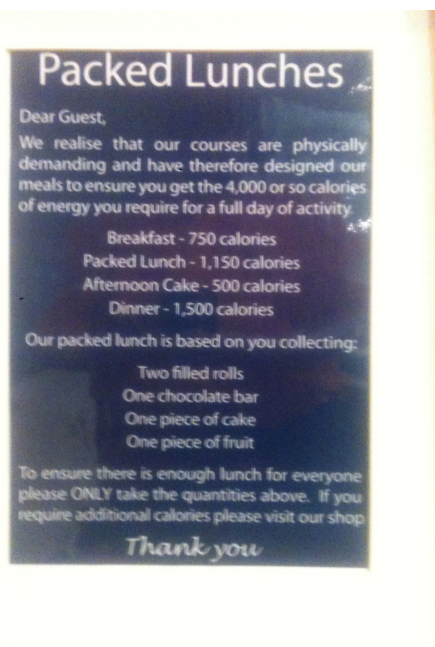 Packed Lunches
Dear Guest,
We realise that our courses are physically
demanding and have therefore designed our
meals to ensure you get the 4,000 or so calories
of energy you require for a full day of activity
Breakfast - 750 calories
Packed Lunch - 1,150 calories
Afternoon Cake - 500 calories
Dinner - 1,500 calories
Our packed lunch is based on you collecting:
Two filled rolls
One chocolate bar
One piece of cake
One piece of fruit
To ensure there is enough lunch for everyone
please ONLY take the quantities above. If you
require additional calories please visit our shop
Thank you